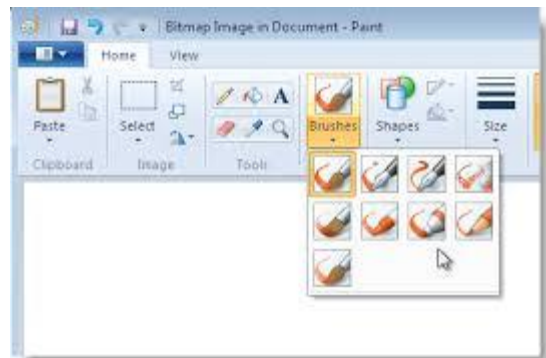 Bitmap Image in Document - Paint
Home View
Paste Select A Brushes Shapes Size
Clipboard Image Tools